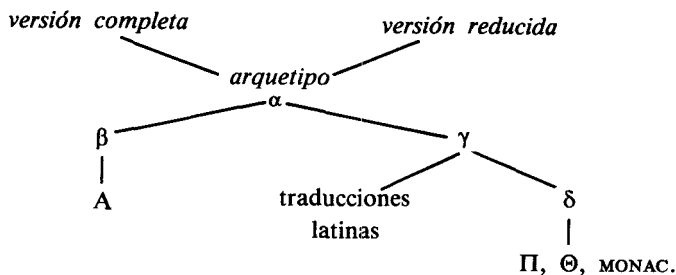 versión completa
versión reducida
arquetipo
α
β
γ
A
traducciones
latinas
δ
Π, Θ, MONAC.